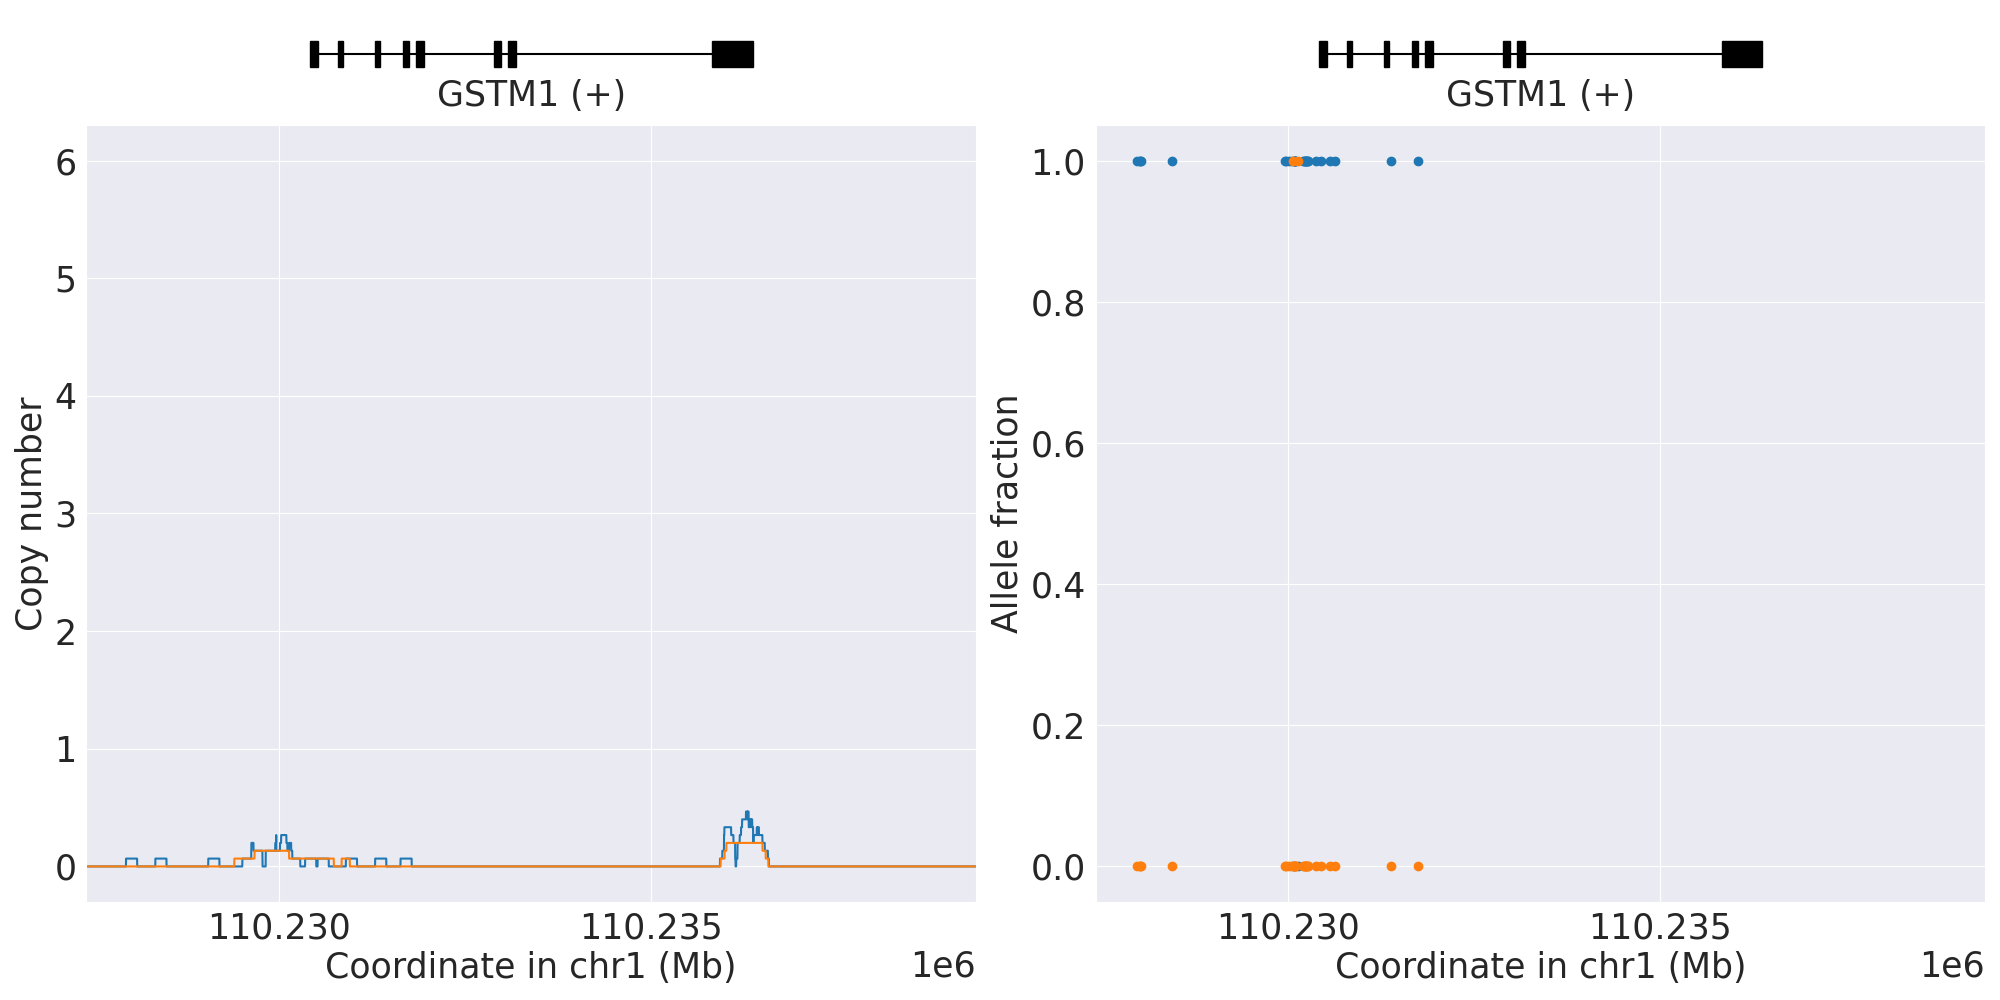 GSTM1 (+)
6
5
4
3
2
1
0
Copy number
110.230
110.235
Coordinate in chr1 (Mb)
1e6
GSTM1 (+)
1.0
0.8
0.6
0.4
0.2
0.0
Allele fraction
110.230
110.235
Coordinate in chr1 (Mb)
1e6